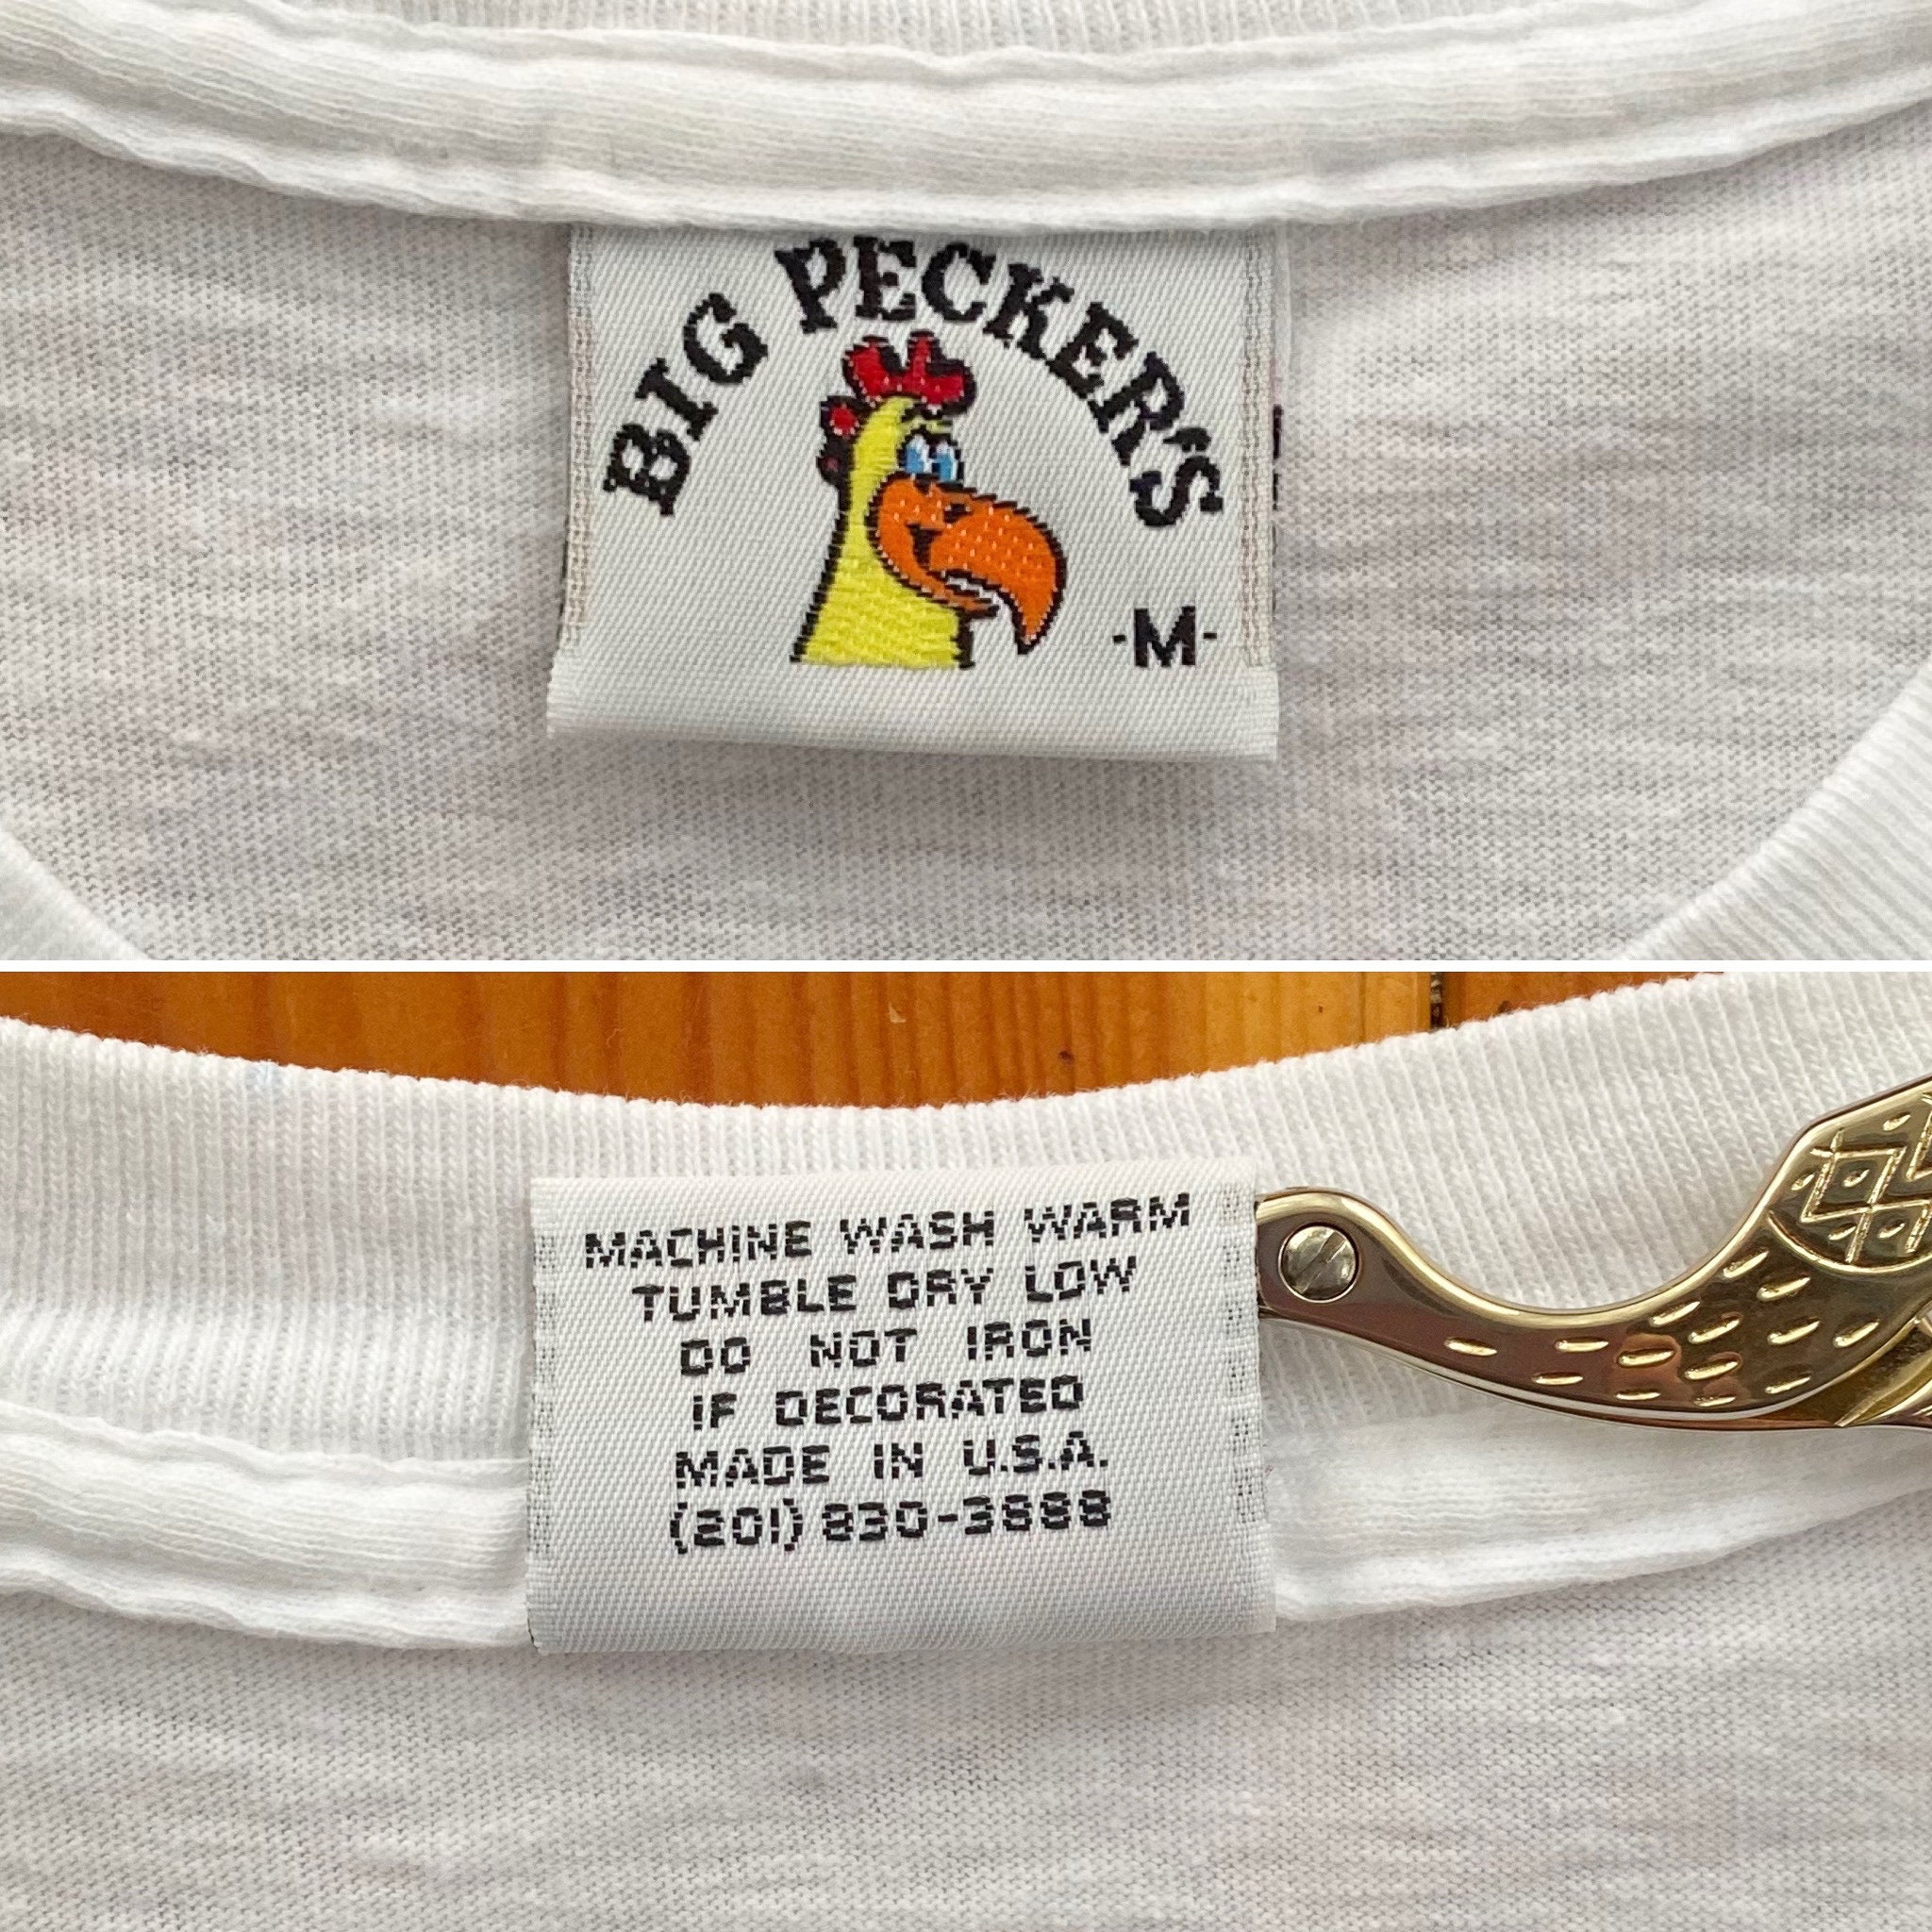 BIG PECKER'S
-M-
MACHINE WASH WARM
TUMBLE DRY LOW
DO NOT IRON
IF DECORATED
MADE IN U.S.A.
(201) 830-3888